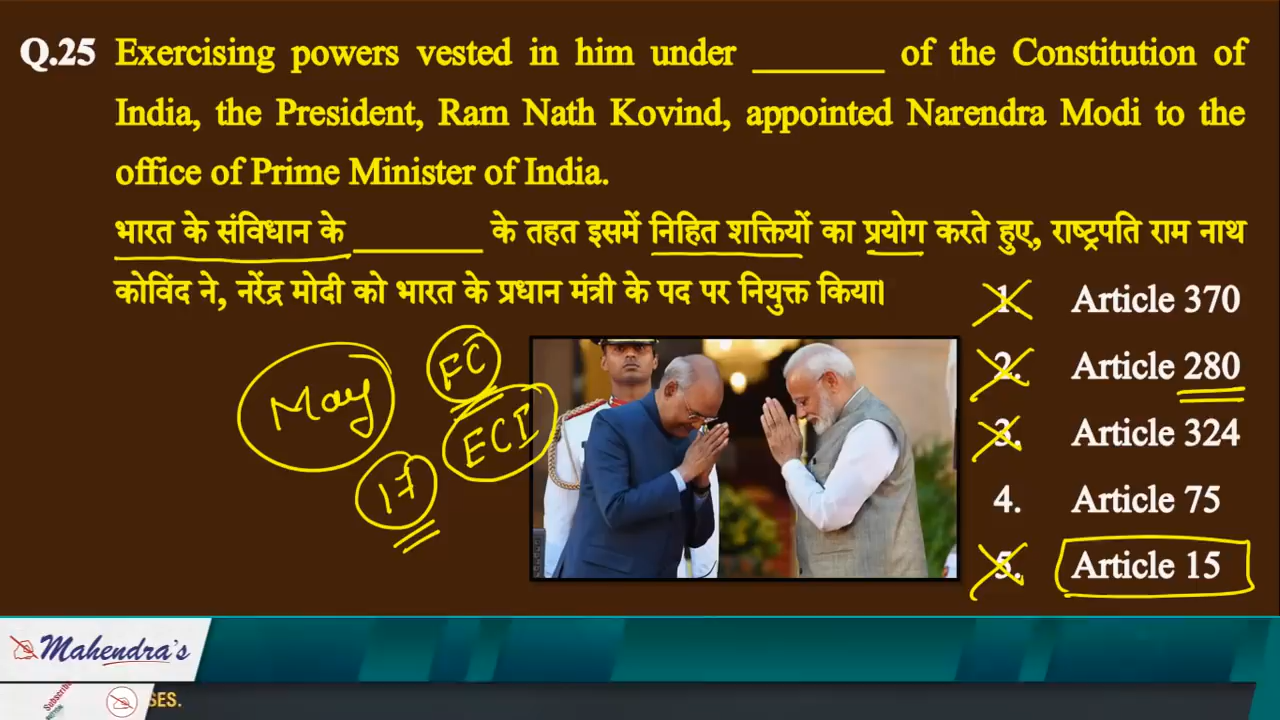 Q.25 Exercising powers vested in him under _______ of the Constitution of
India, the President, Ram Nath Kovind, appointed Narendra Modi to the
office of Prime Minister of India.
भारत के संविधान के _______ के तहत इसमें निहित शक्तियों का प्रयोग करते हुए, राष्ट्रपति राम नाथ
कोविंद ने, नरेंद्र मोदी को भारत के प्रधान मंत्री के पद पर नियुक्त किया।
1. Article 370
2. Article 280
3. Article 324
4. Article 75
5. Article 15
May
FC
ECI
17
Mahendra's
Subscribe
SES.